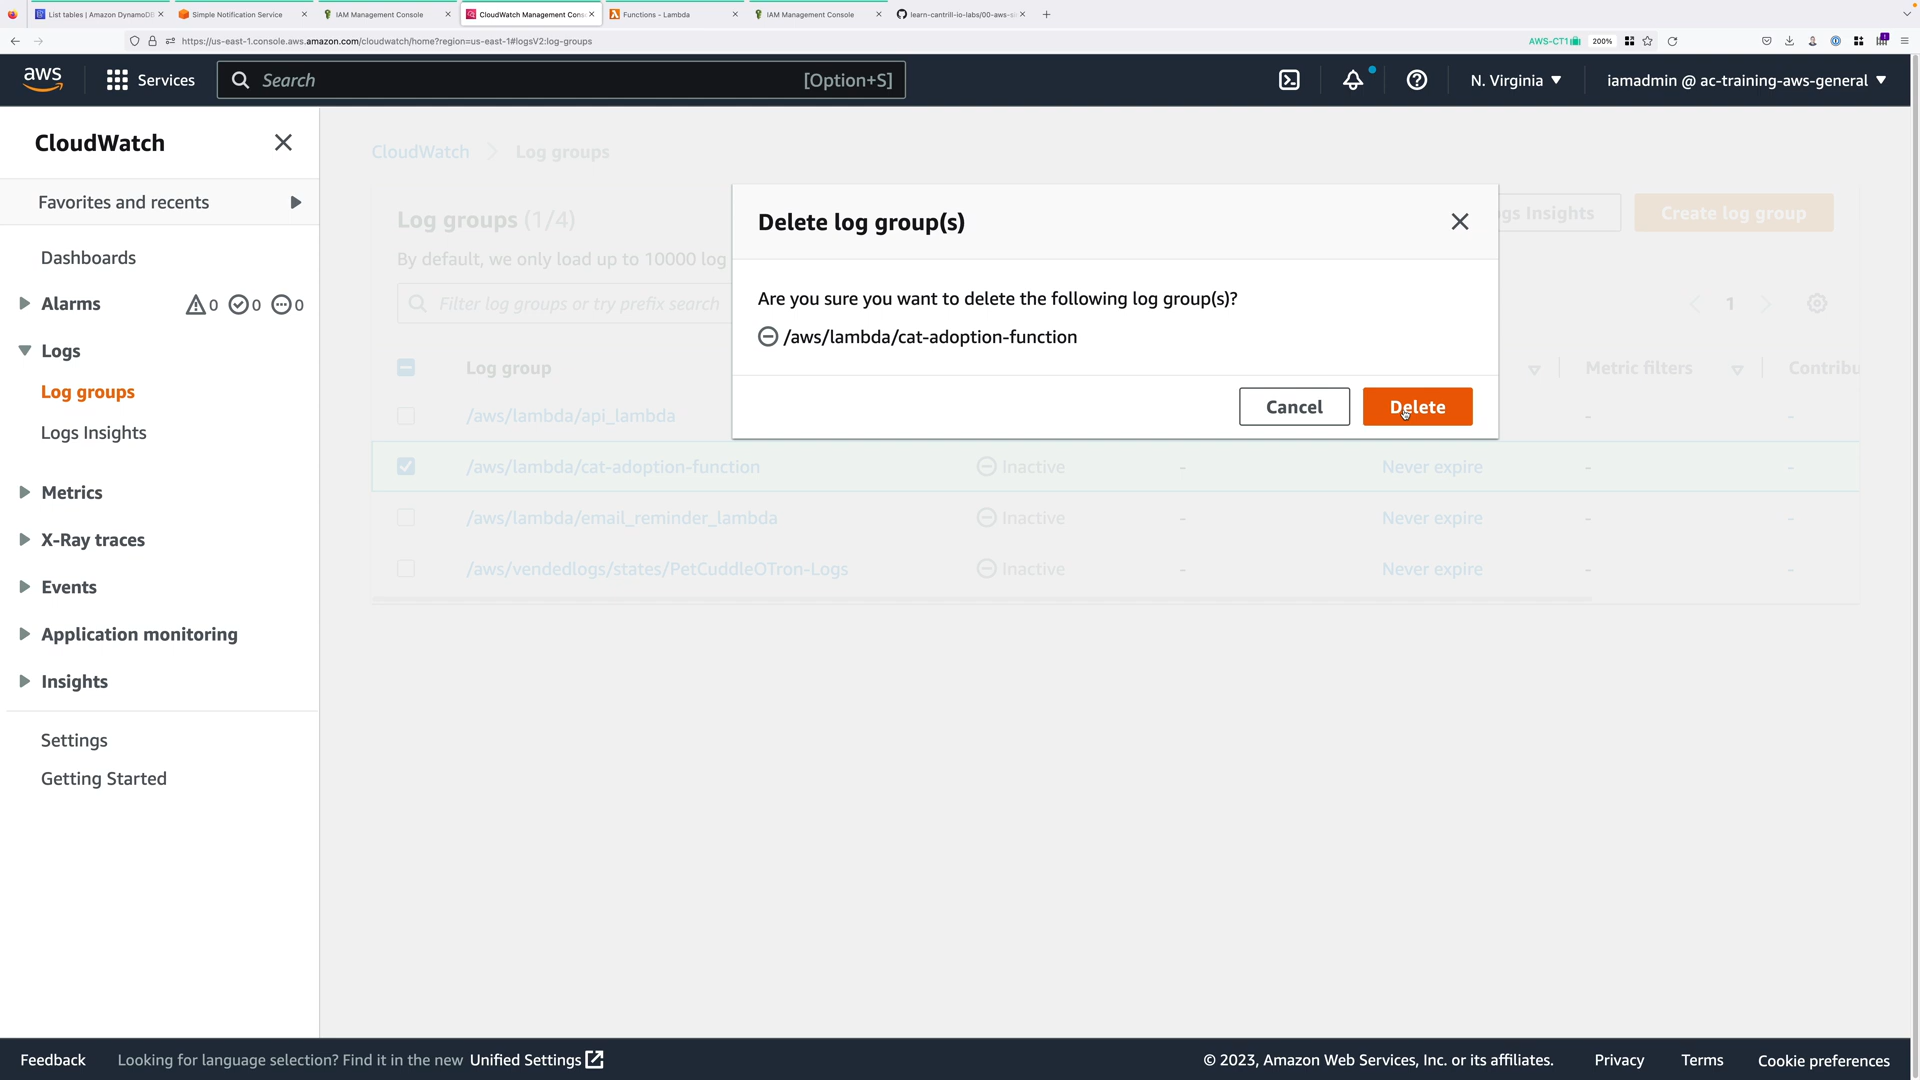 List tables | Amazon DynamoDB
Simple Notification Service
IAM Management Console
CloudWatch Management Cons
Functions - Lambda
IAM Management Console
learn-cantrill-io-labs/00-aws-si
https://us-east-1.console.aws.amazon.com/cloudwatch/home?region=us-east-1#logsV2:log-groups
AWS-CT1
200%
aws
Services
Search
[Option+S]
N. Virginia
iamadmin @ ac-training-aws-general
CloudWatch
Favorites and recents
Dashboards
Alarms 0 0 0
Logs
Log groups
Logs Insights
Metrics
X-Ray traces
Events
Application monitoring
Insights
Settings
Getting Started
CloudWatch
Log groups
Log groups (1/4)
gs Insights
Create log group
By default, we only load up to 10000 log
Filter log groups or try prefix search
1
Log group
Metric filters
Contribu
/aws/lambda/api_lambda - -
/aws/lambda/cat-adoption-function Inactive - Never expire - -
/aws/lambda/email_reminder_lambda Inactive - Never expire - -
/aws/vendedlogs/states/PetCuddleOTron-Logs Inactive - Never expire - -
Delete log group(s)
Are you sure you want to delete the following log group(s)?
/aws/lambda/cat-adoption-function
Cancel
Delete
Feedback
Looking for language selection? Find it in the new Unified Settings
© 2023, Amazon Web Services, Inc. or its affiliates.
Privacy
Terms
Cookie preferences